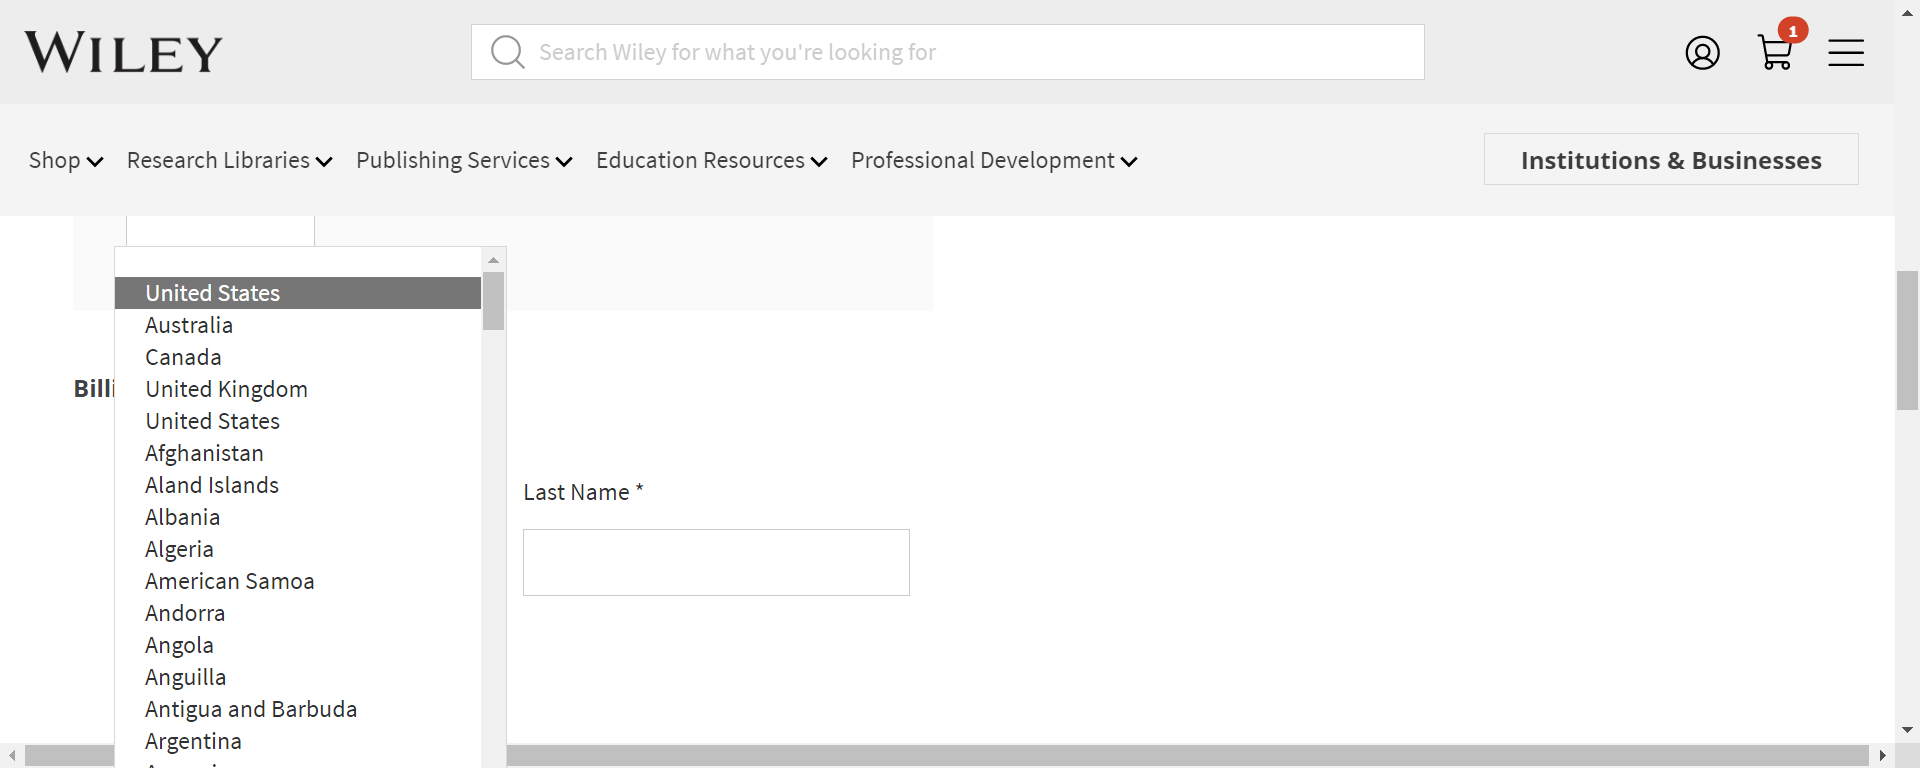 WILEY
Search Wiley for what you're looking for
1
Shop
Research Libraries
Publishing Services
Education Resources
Professional Development
Institutions & Businesses
United States
Australia
Canada
United Kingdom
United States
Afghanistan
Aland Islands
Albania
Algeria
American Samoa
Andorra
Angola
Anguilla
Antigua and Barbuda
Argentina
Billi
Last Name *